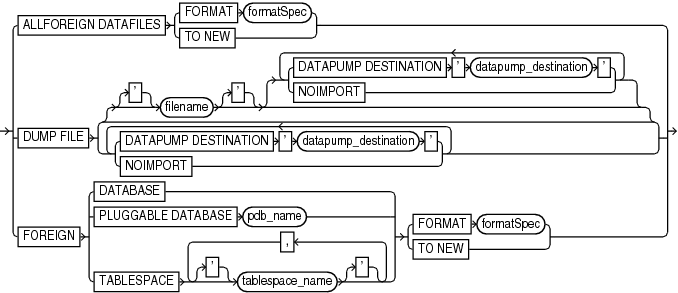 ALLFOREIGN DATAFILES FORMAT formatSpec
TO NEW
DATAPUMP DESTINATION ' datapump_destination '
NOIMPORT
' filename '
DUMP FILE
DATAPUMP DESTINATION ' datapump_destination '
NOIMPORT
DATABASE
PLUGGABLE DATABASE pdb_name
FOREIGN
FORMAT formatSpec
TO NEW
,
TABLESPACE ' tablespace_name '